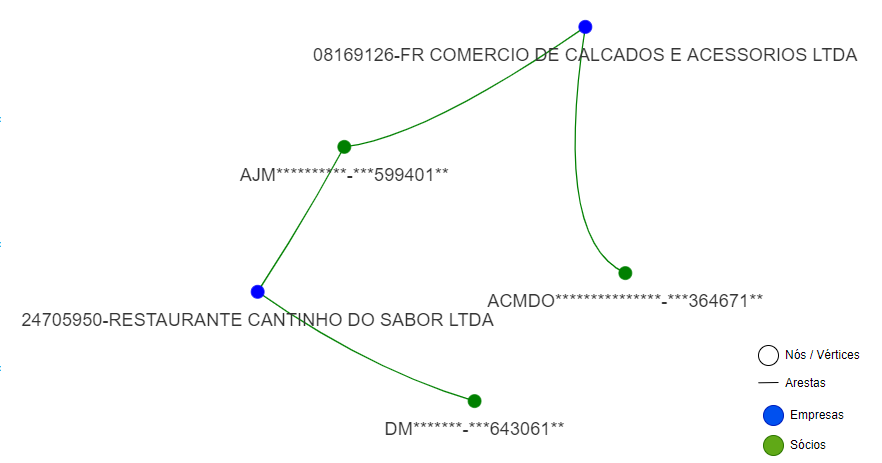 08169126-FR COMERCIO DE CALCADOS E ACESSORIOS LTDA
AJM**********-***599401**
ACMDO***************-***364671**
24705950-RESTAURANTE CANTINHO DO SABOR LTDA
DM*******-***643061**
Nós / Vértices
Arestas
Empresas
Sócios